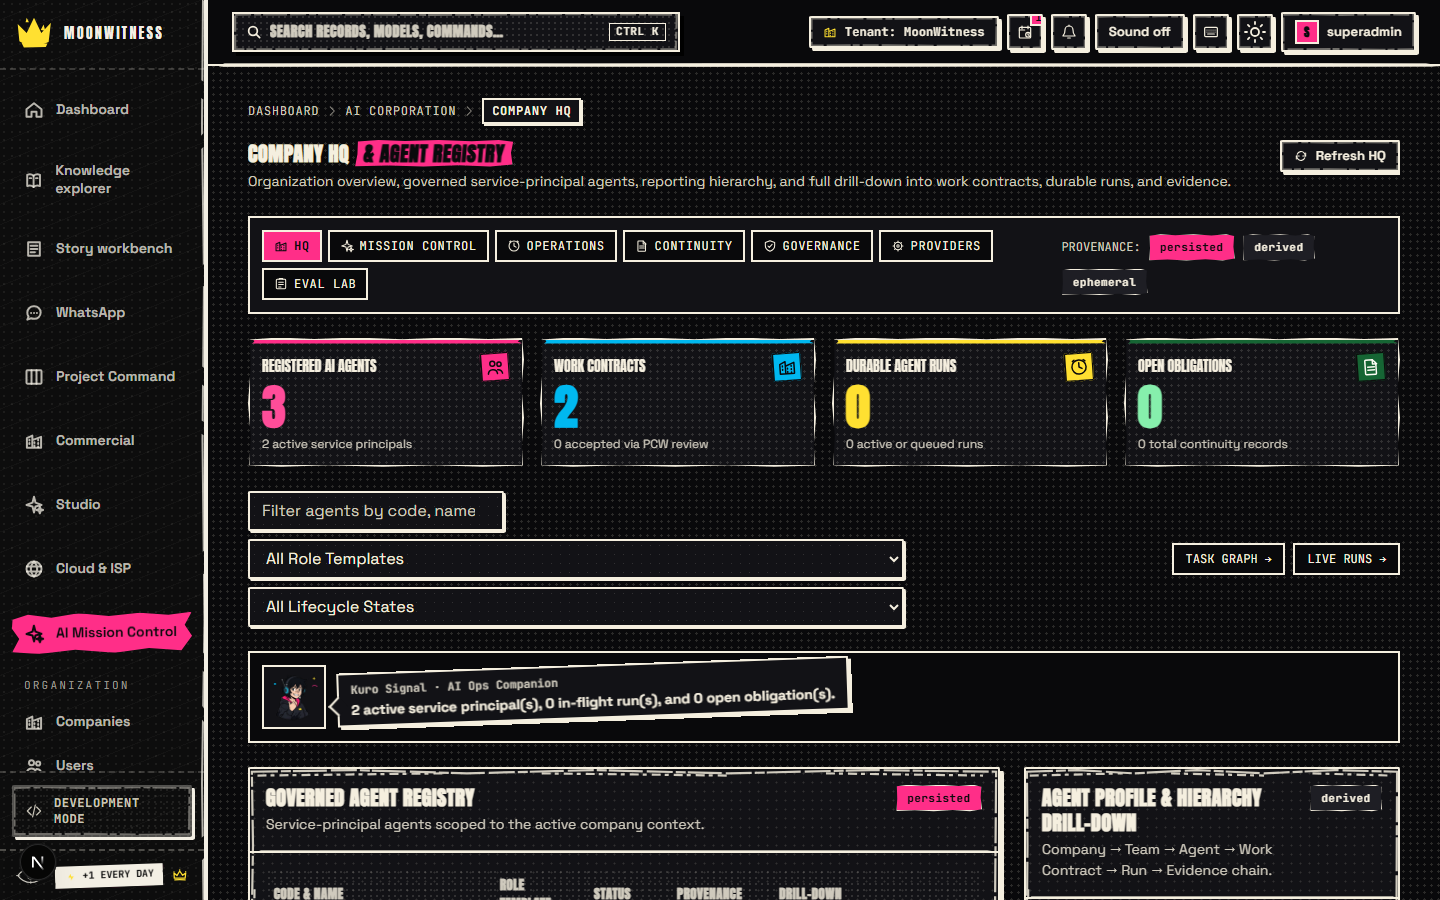 MOONWITNESS
SEARCH RECORDS, MODELS, COMMANDS...
CTRL K
Tenant: MoonWitness
Sound off
S
superadmin
Dashboard
Knowledge
explorer
Story workbench
WhatsApp
Project Command
Commercial
Studio
Cloud & ISP
AI Mission Control
ORGANIZATION
Companies
Users
DEVELOPMENT
MODE
N
+1 EVERY DAY
DASHBOARD
AI CORPORATION
COMPANY HQ
COMPANY HQ & AGENT REGISTRY
Organization overview, governed service-principal agents, reporting hierarchy, and full drill-down into work contracts, durable runs, and evidence.
Refresh HQ
HQ
MISSION CONTROL
OPERATIONS
CONTINUITY
GOVERNANCE
PROVIDERS
EVAL LAB
PROVENANCE:
persisted
derived
ephemeral
REGISTERED AI AGENTS
3
2 active service principals
WORK CONTRACTS
2
0 accepted via PCW review
DURABLE AGENT RUNS
0
0 active or queued runs
OPEN OBLIGATIONS
0
0 total continuity records
Filter agents by code, name
All Role Templates
All Lifecycle States
TASK GRAPH →
LIVE RUNS →
Kuro Signal · AI Ops Companion
2 active service principal(s), 0 in-flight run(s), and 0 open obligation(s).
GOVERNED AGENT REGISTRY
persisted
Service-principal agents scoped to the active company context.
CODE & NAME
ROLE
TEMPLATE
STATUS
PROVENANCE
DRILL-DOWN
AGENT PROFILE & HIERARCHY
DRILL-DOWN
derived
Company → Team → Agent → Work
Contract → Run → Evidence chain.